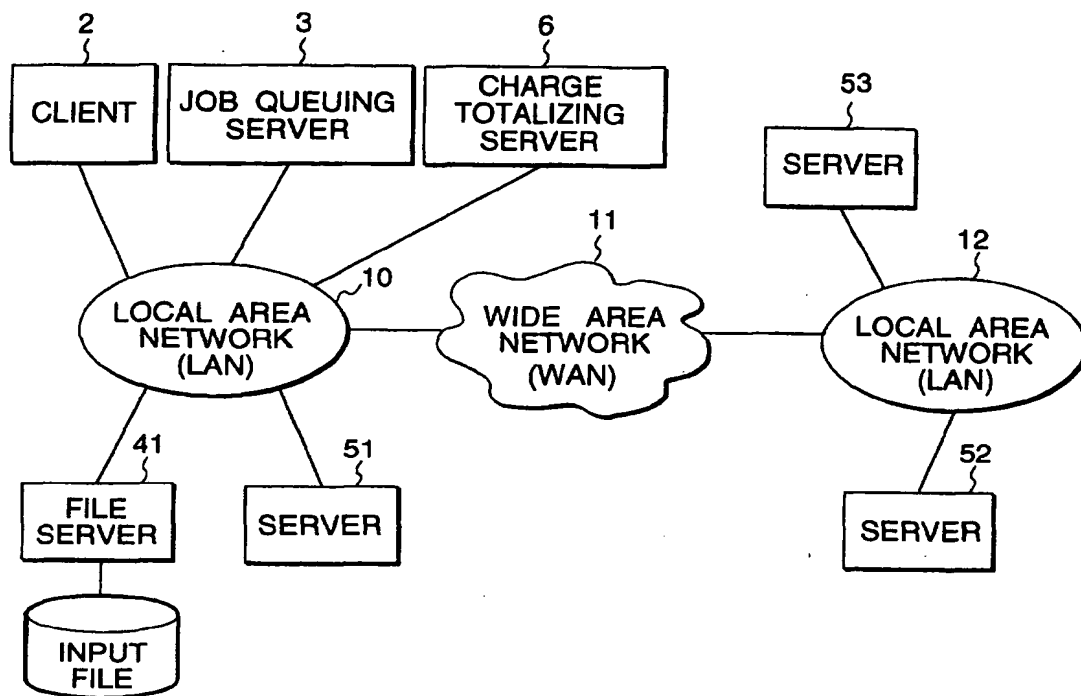 2
CLIENT
3
JOB QUEUING
SERVER
6
CHARGE
TOTALIZING
SERVER
53
SERVER
10
LOCAL AREA
NETWORK
(LAN)
11
WIDE AREA
NETWORK
(WAN)
12
LOCAL AREA
NETWORK
(LAN)
41
FILE
SERVER
51
SERVER
52
SERVER
INPUT
FILE